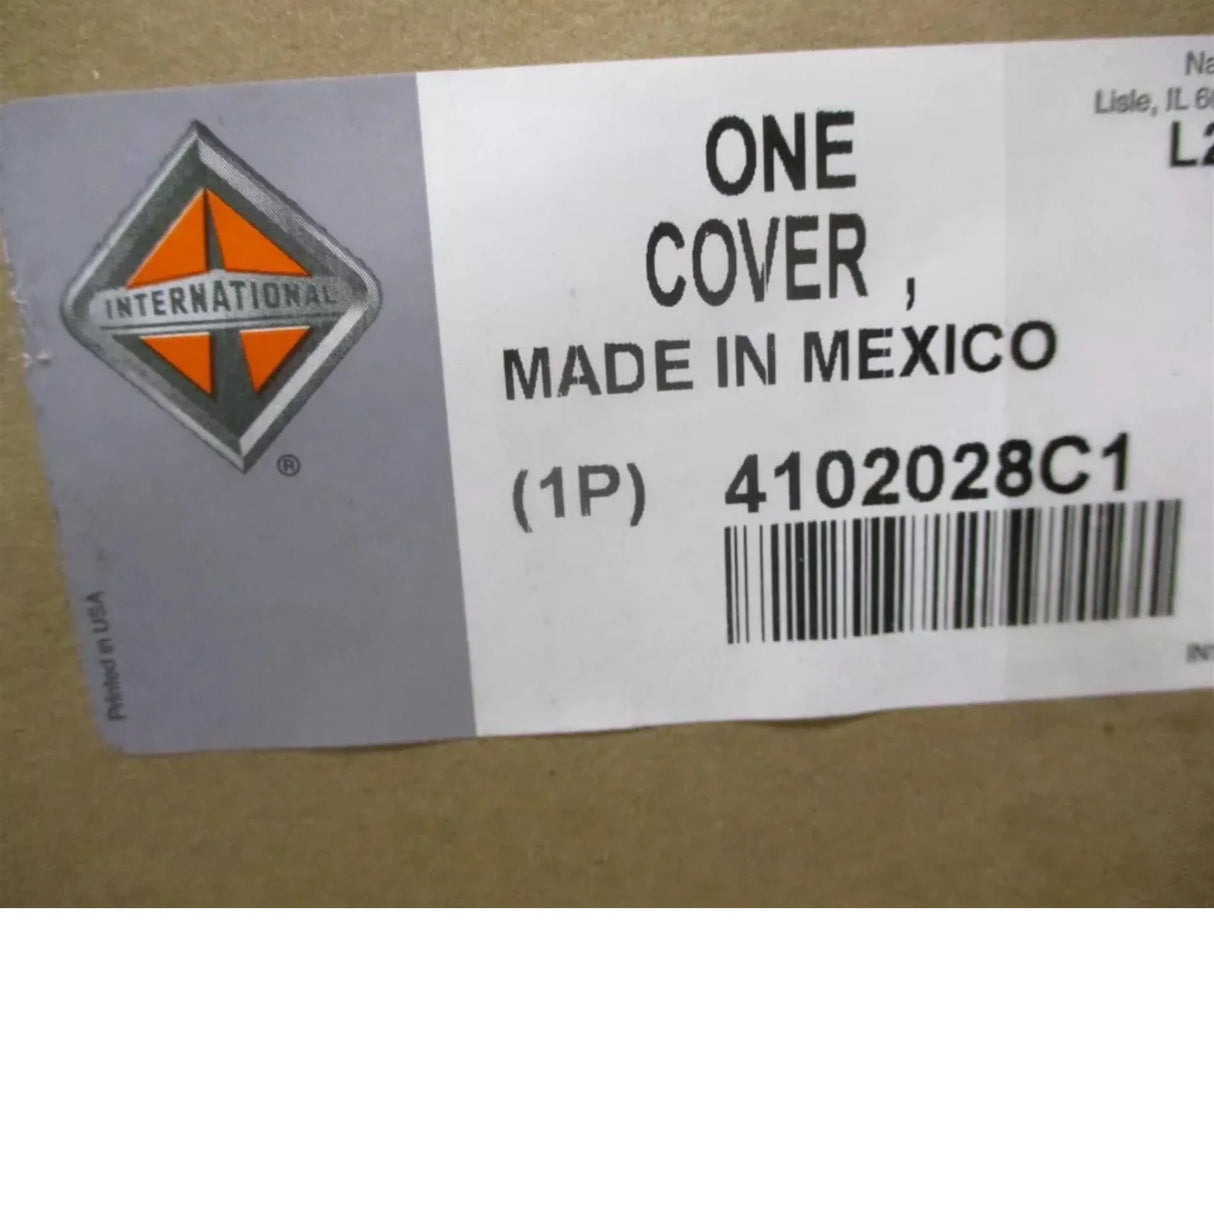 Lisle, IL
ONE
COVER ,
MADE IN MEXICO
(1P) 4102028C1
INTERNATIONAL
®
Printed in USA